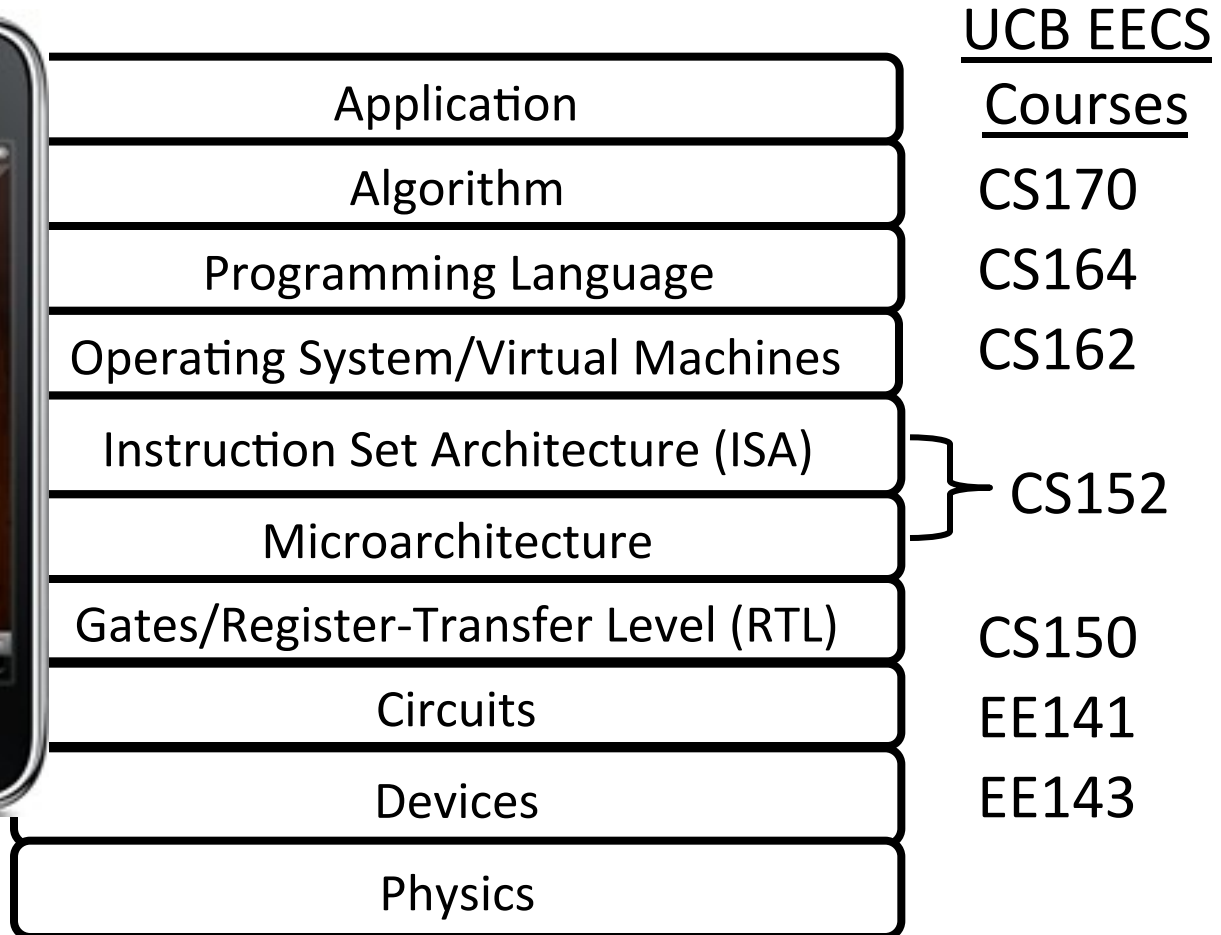 UCB EECS
Courses
Application
Algorithm
CS170
Programming Language
CS164
Operating System/Virtual Machines
CS162
Instruction Set Architecture (ISA)
CS152
Microarchitecture
Gates/Register-Transfer Level (RTL)
CS150
Circuits
EE141
Devices
EE143
Physics